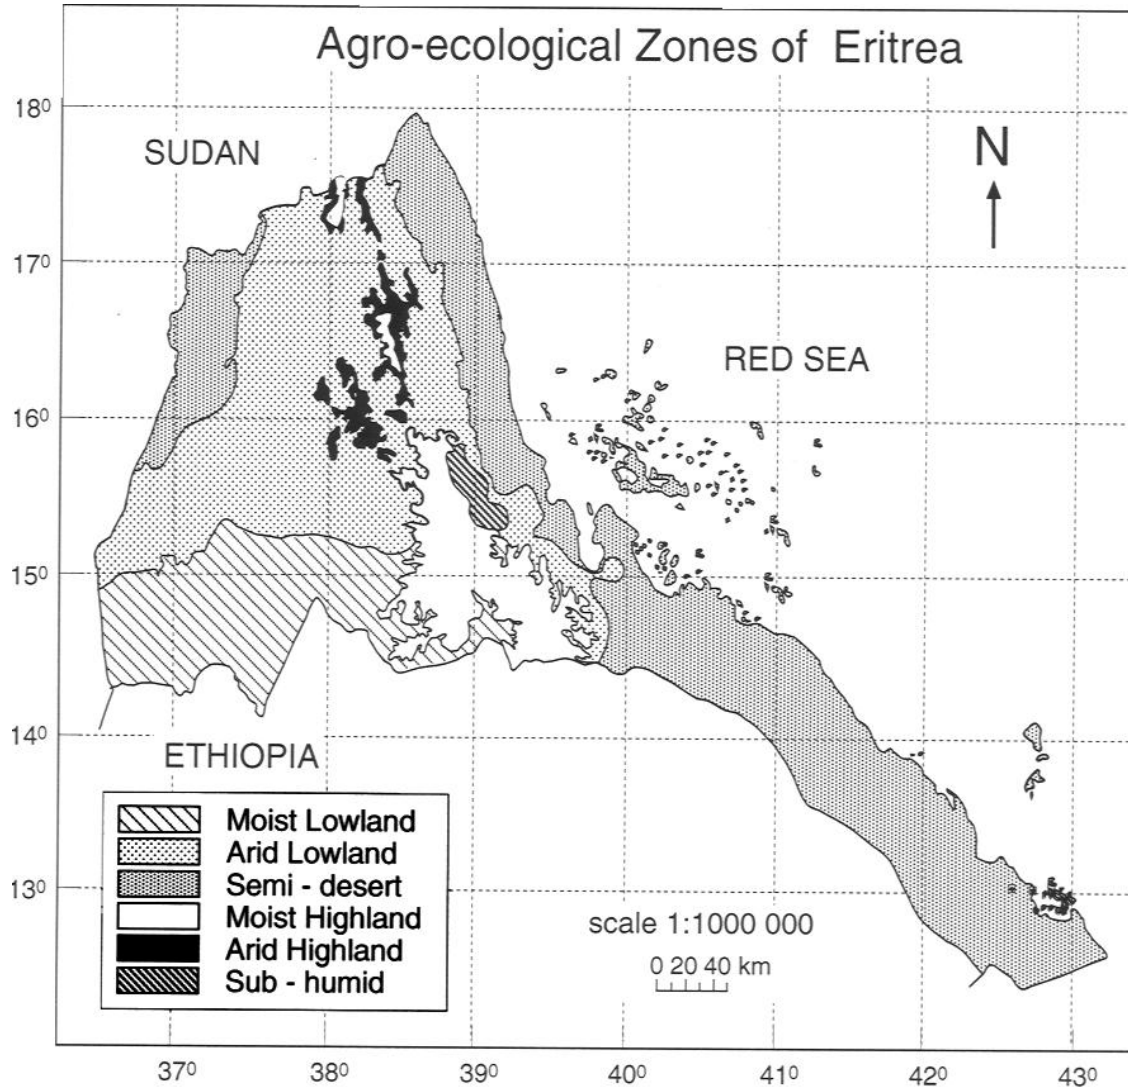 Agro-ecological Zones of Eritrea
18⁰
SUDAN
N
17⁰
RED SEA
16⁰
15⁰
14⁰
ETHIOPIA
Moist Lowland
Arid Lowland
Semi - desert
Moist Highland
Arid Highland
Sub - humid
13⁰
scale 1:1000 000
0 20 40 km
37⁰ 38⁰ 39⁰ 40⁰ 41⁰ 42⁰ 43⁰